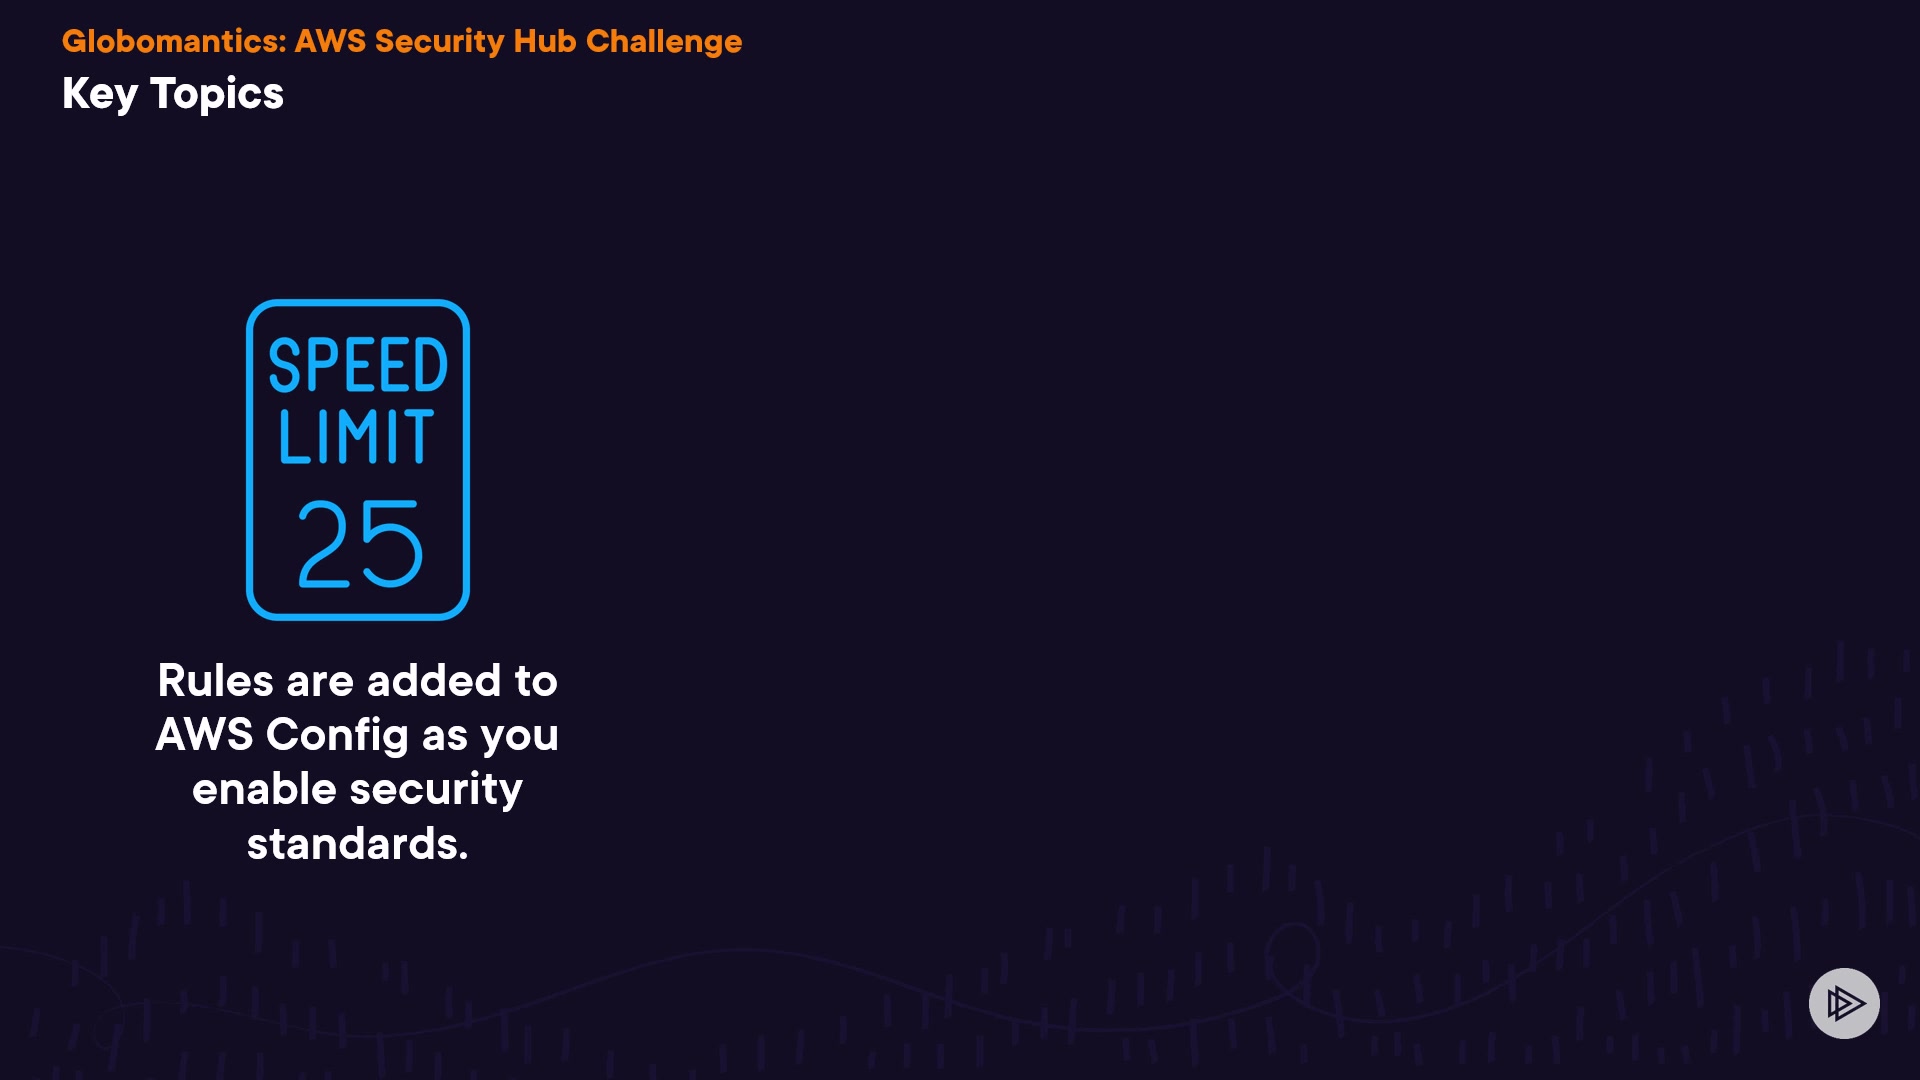 Globomantics: AWS Security Hub Challenge
Key Topics
SPEED
LIMIT
25
Rules are added to
AWS Config as you
enable security
standards.